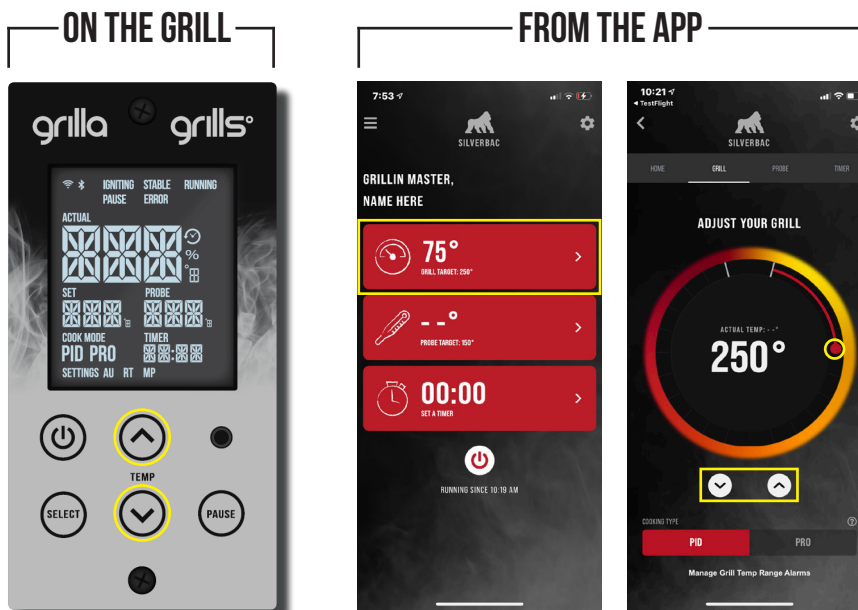 ON THE GRILL
FROM THE APP
grilla grills
IGNITING STABLE RUNNING
PAUSE ERROR
ACTUAL
%
SET PROBE
COOK MODE TIMER
PID PRO
SETTINGS AU RT MP
TEMP
SELECT PAUSE
7:53
SILVERBAC
GRILLIN MASTER,
NAME HERE
75°
GRILL TARGET: 250°
- - °
PROBE TARGET: 150°
00:00
SET A TIMER
RUNNING SINCE 10:19 AM
10:21
TestFlight
SILVERBAC
HOME GRILL PROBE TIMER
ADJUST YOUR GRILL
ACTUAL TEMP: - -°
250°
COOKING TYPE
PID PRO
Manage Grill Temp Range Alarms